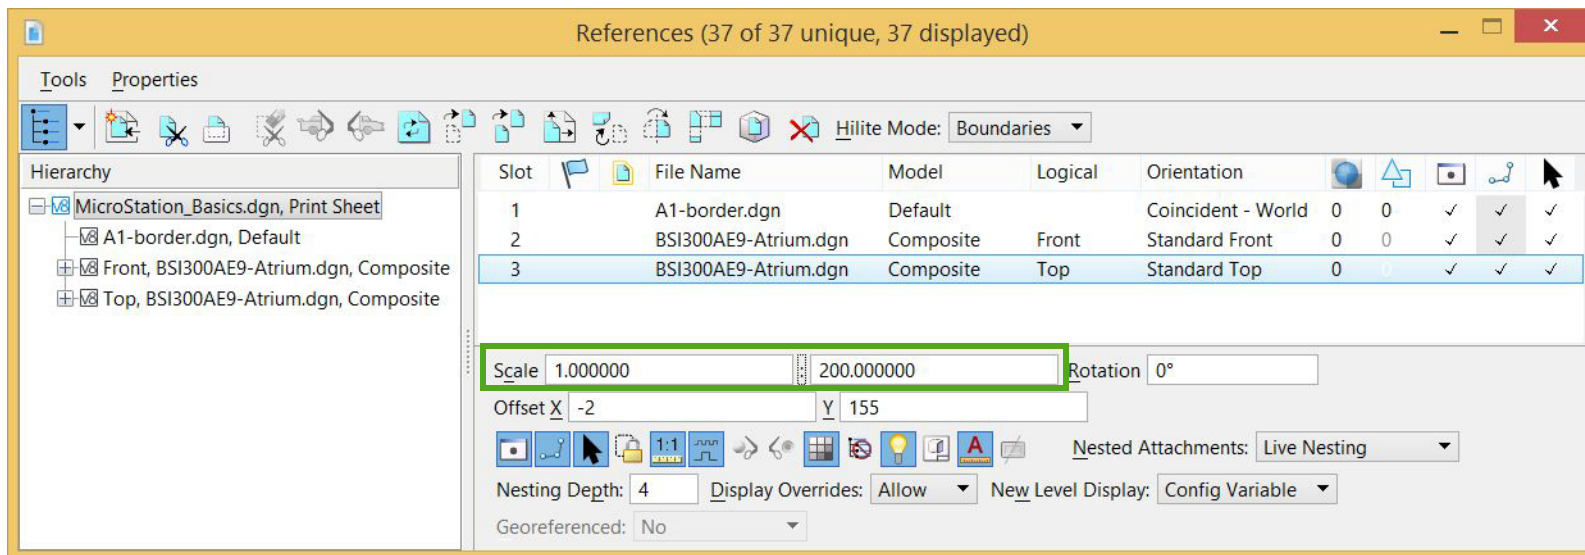 References (37 of 37 unique, 37 displayed)
Tools Properties
Hilite Mode: Boundaries
Hierarchy
MicroStation_Basics.dgn, Print Sheet
A1-border.dgn, Default
Front, BSI300AE9-Atrium.dgn, Composite
Top, BSI300AE9-Atrium.dgn, Composite
Slot File Name Model Logical Orientation
1 A1-border.dgn Default Coincident - World 0 0 ✓ ✓ ✓
2 BSI300AE9-Atrium.dgn Composite Front Standard Front 0 0 ✓ ✓ ✓
3 BSI300AE9-Atrium.dgn Composite Top Standard Top 0 0 ✓ ✓ ✓
Scale 1.000000 : 200.000000 Rotation 0°
Offset X -2 Y 155
1:1 A Nested Attachments: Live Nesting
Nesting Depth: 4 Display Overrides: Allow New Level Display: Config Variable
Georeferenced: No